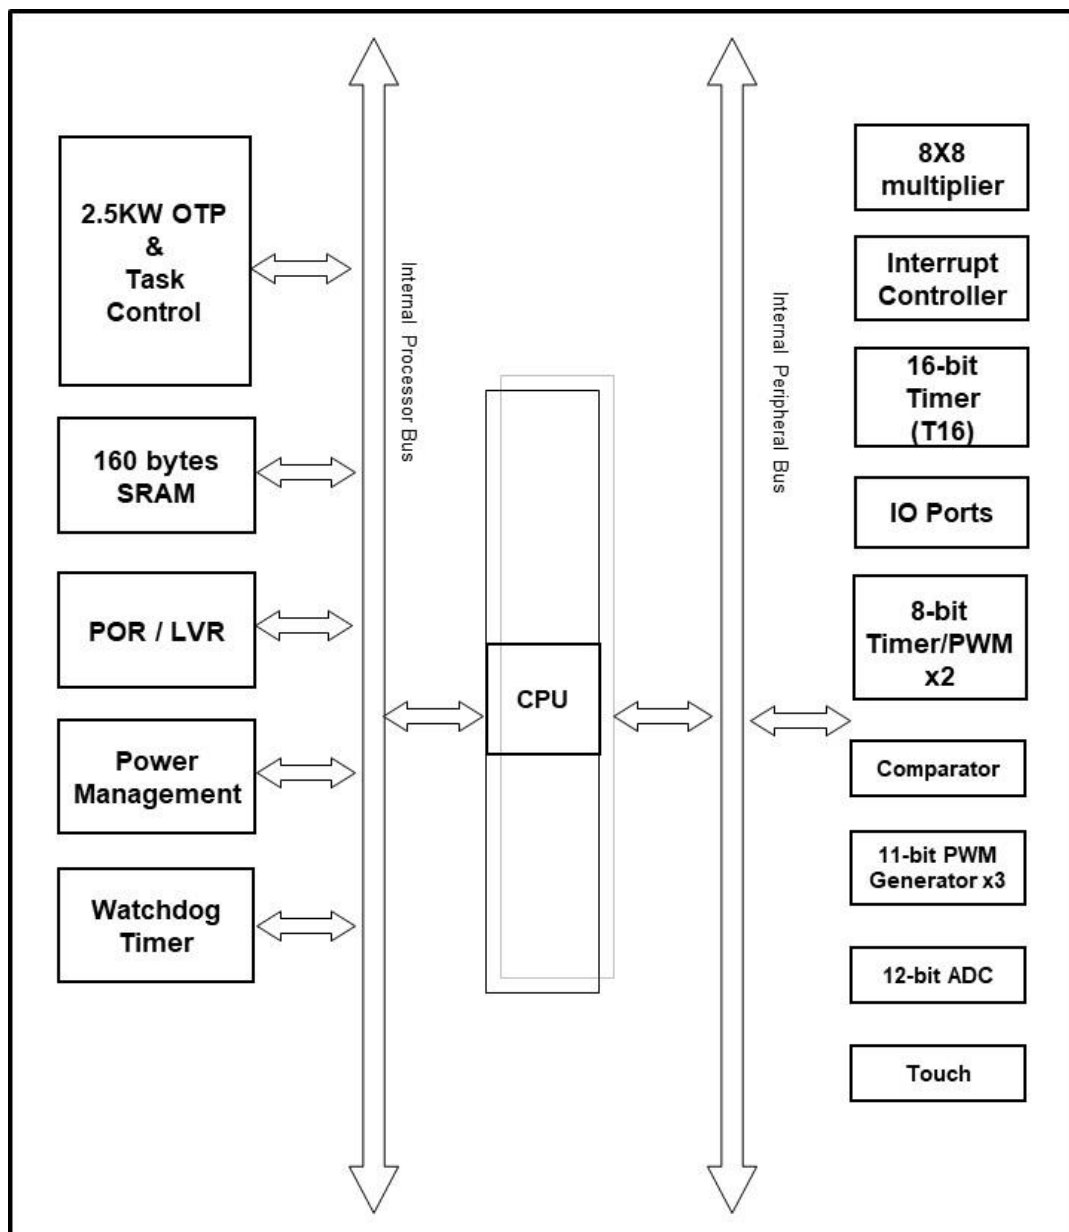 2.5KW OTP
&
Task
Control
160 bytes
SRAM
POR / LVR
Power
Management
Watchdog
Timer
Internal Processor Bus
CPU
Internal Peripheral Bus
8X8
multiplier
Interrupt
Controller
16-bit
Timer
(T16)
IO Ports
8-bit
Timer/PWM
x2
Comparator
11-bit PWM
Generator x3
12-bit ADC
Touch